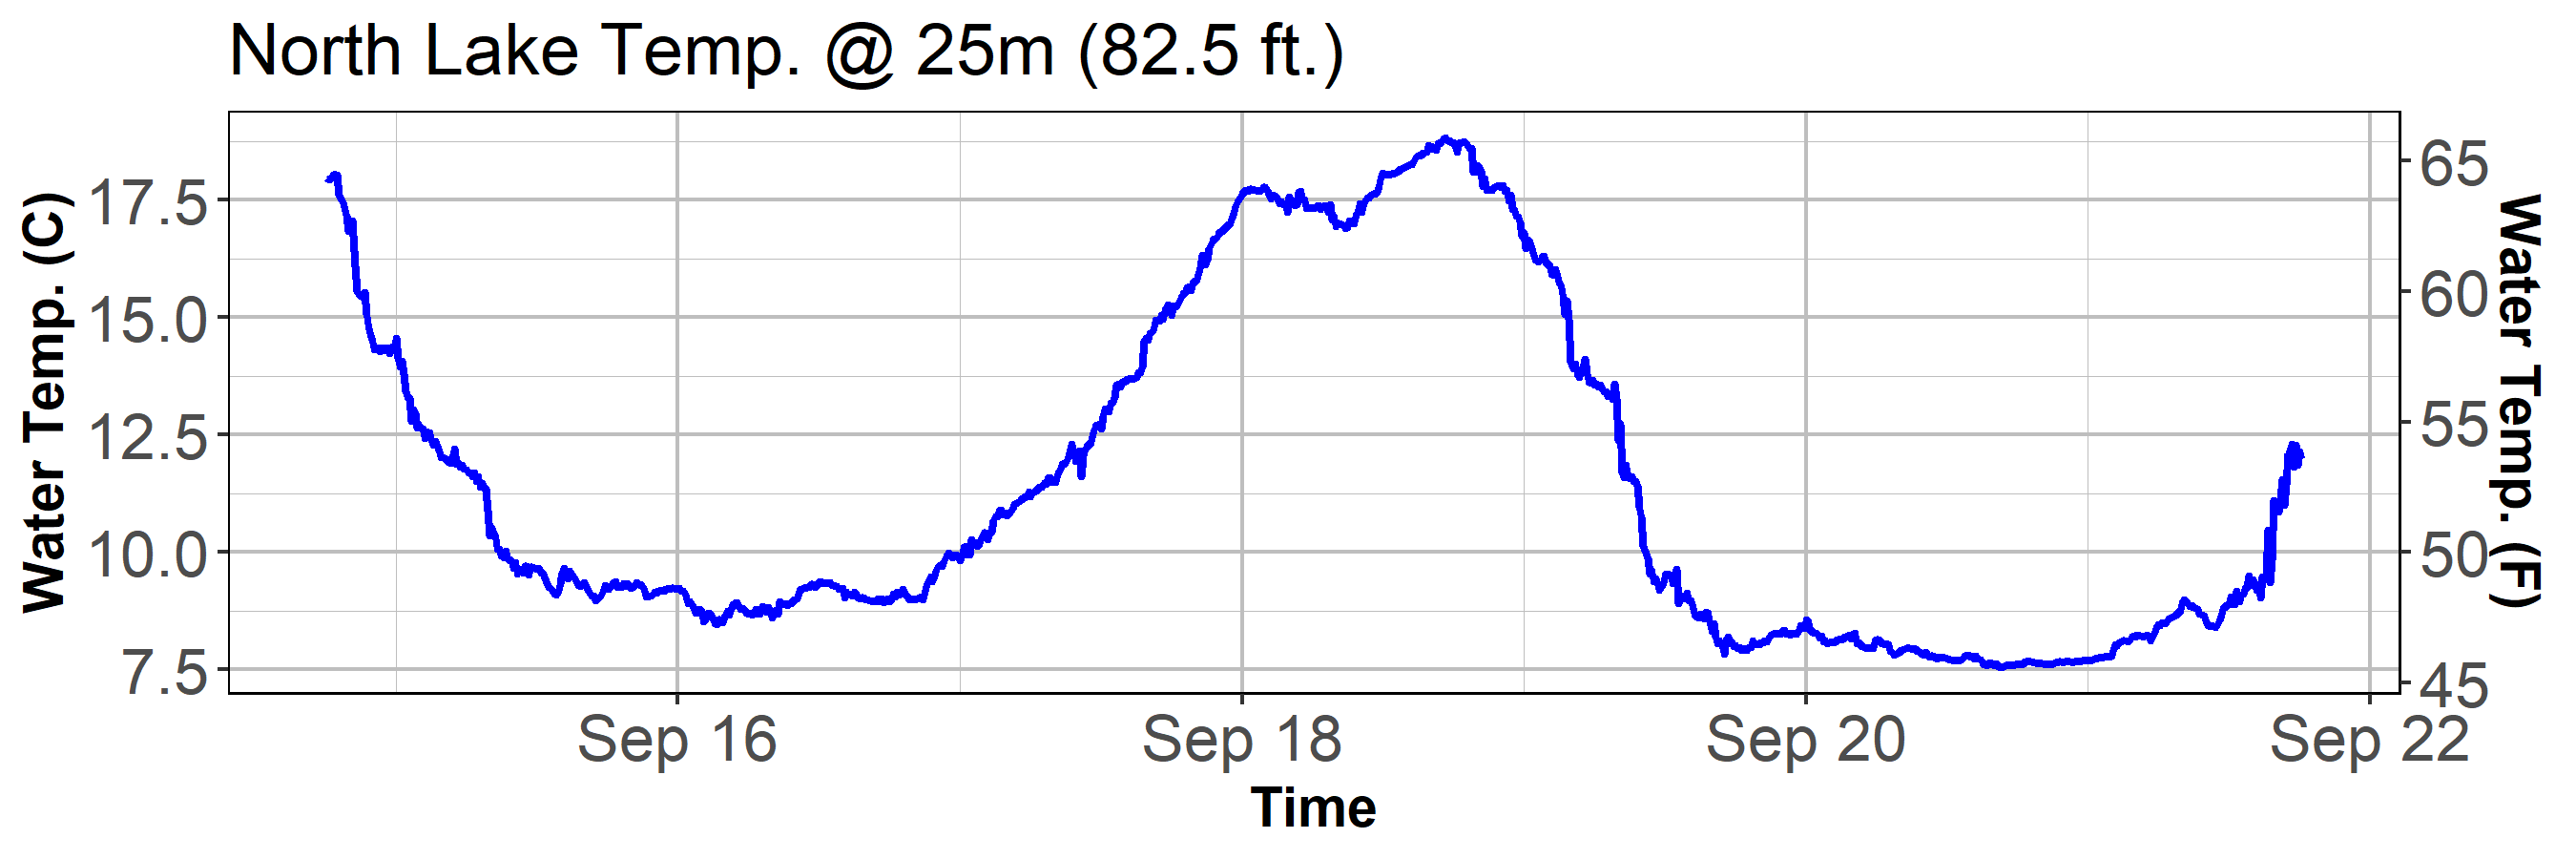 North Lake Temp. @ 25m (82.5 ft.)
Water Temp. (C)
17.5
15.0
12.5
10.0
7.5
65
60
55
50
45
Water Temp. (F)
Sep 16
Sep 18
Sep 20
Sep 22
Time